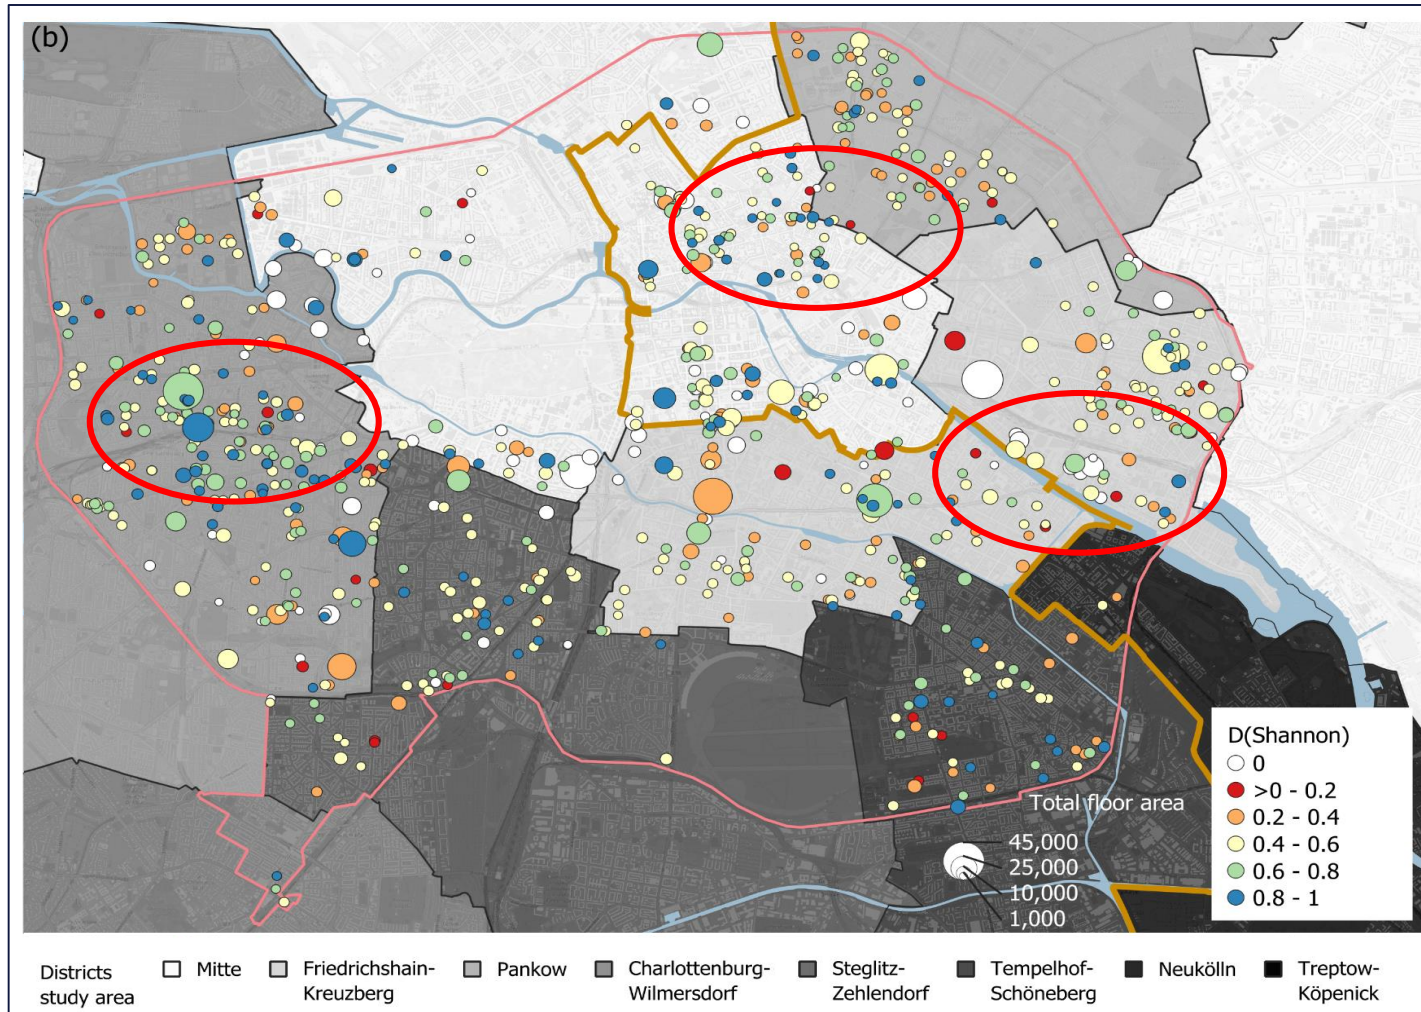 (b)
D(Shannon)
0
>0 - 0.2
0.2 - 0.4
0.4 - 0.6
0.6 - 0.8
0.8 - 1
Total floor area
45,000
25,000
10,000
1,000
Districts
study area
Mitte
Friedrichshain-
Kreuzberg
Pankow
Charlottenburg-
Wilmersdorf
Steglitz-
Zehlendorf
Tempelhof-
Schöneberg
Neukölln
Treptow-
Köpenick